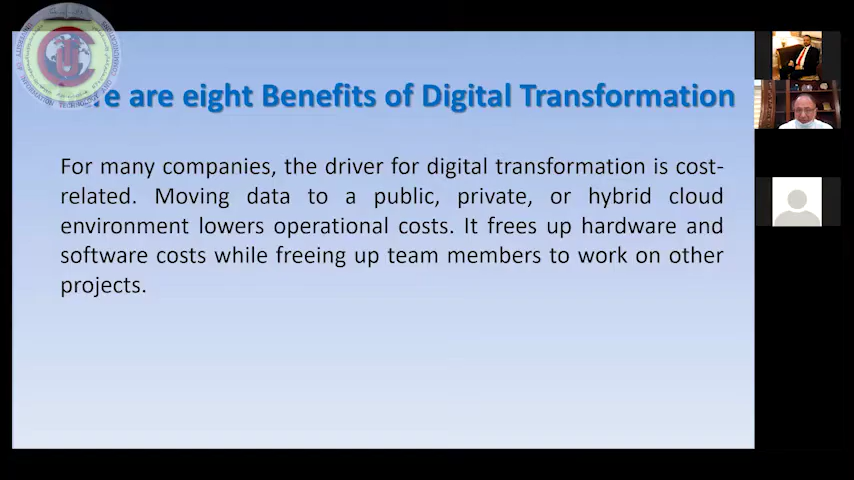 e are eight Benefits of Digital Transformation
For many companies, the driver for digital transformation is cost-
related. Moving data to a public, private, or hybrid cloud
environment lowers operational costs. It frees up hardware and
software costs while freeing up team members to work on other
projects.